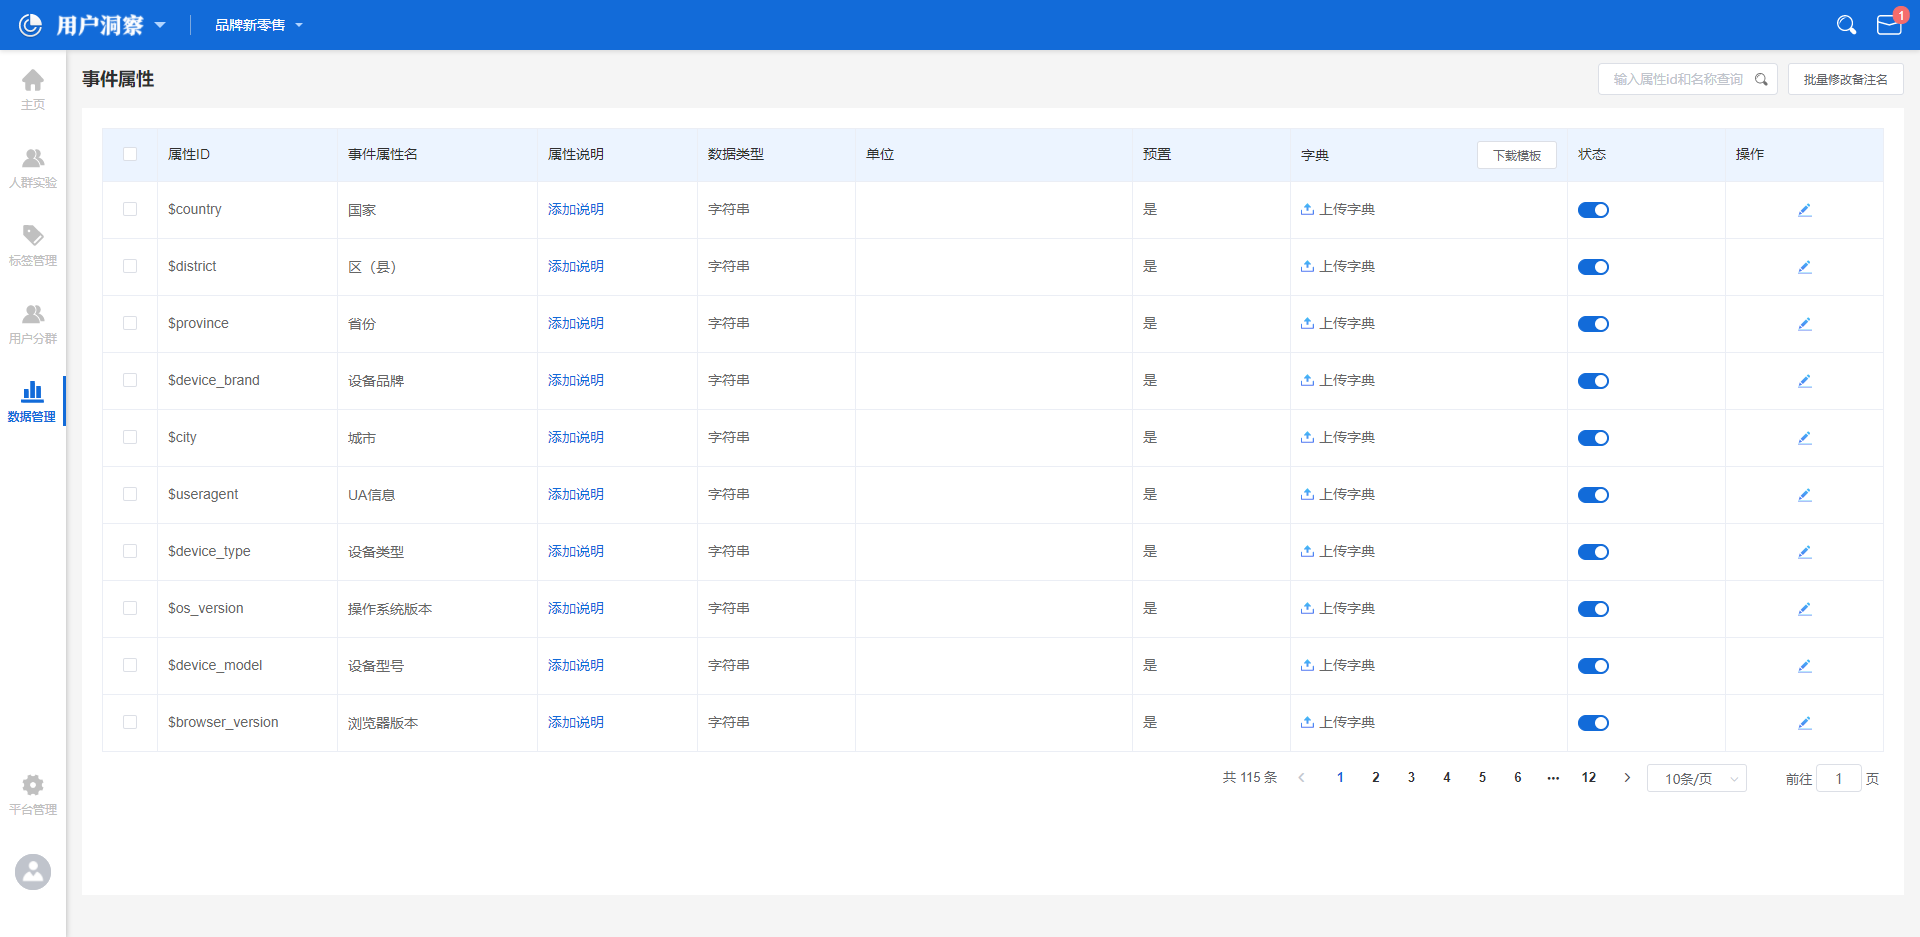 用户洞察
品牌新零售
1
主页
人群实验
标签管理
用户分群
数据管理
平台管理
事件属性
输入属性id和名称查询
批量修改备注名
属性ID 事件属性名 属性说明 数据类型 单位 预置 字典 下载模板 状态 操作
$country 国家 添加说明 字符串 是 上传字典
$district 区（县） 添加说明 字符串 是 上传字典
$province 省份 添加说明 字符串 是 上传字典
$device_brand 设备品牌 添加说明 字符串 是 上传字典
$city 城市 添加说明 字符串 是 上传字典
$useragent UA信息 添加说明 字符串 是 上传字典
$device_type 设备类型 添加说明 字符串 是 上传字典
$os_version 操作系统版本 添加说明 字符串 是 上传字典
$device_model 设备型号 添加说明 字符串 是 上传字典
$browser_version 浏览器版本 添加说明 字符串 是 上传字典
共 115 条 1 2 3 4 5 6 ••• 12 10条/页 前往 1 页